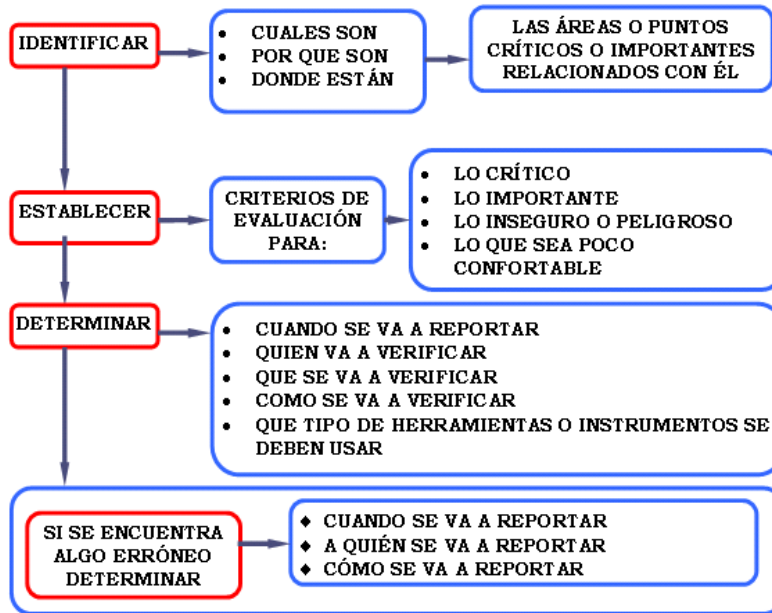 IDENTIFICAR
• CUALES SON
• POR QUE SON
• DONDE ESTÁN
LAS ÁREAS O PUNTOS
CRÍTICOS O IMPORTANTES
RELACIONADOS CON ÉL
ESTABLECER
CRITERIOS DE
EVALUACIÓN
PARA:
• LO CRÍTICO
• LO IMPORTANTE
• LO INSEGURO O PELIGROSO
• LO QUE SEA POCO
CONFORTABLE
DETERMINAR
• CUANDO SE VA A REPORTAR
• QUIEN VA A VERIFICAR
• QUE SE VA A VERIFICAR
• COMO SE VA A VERIFICAR
• QUE TIPO DE HERRAMIENTAS O INSTRUMENTOS SE
DEBEN USAR
SI SE ENCUENTRA
ALGO ERRÓNEO
DETERMINAR
◆ CUANDO SE VA A REPORTAR
◆ A QUIÉN SE VA A REPORTAR
◆ CÓMO SE VA A REPORTAR